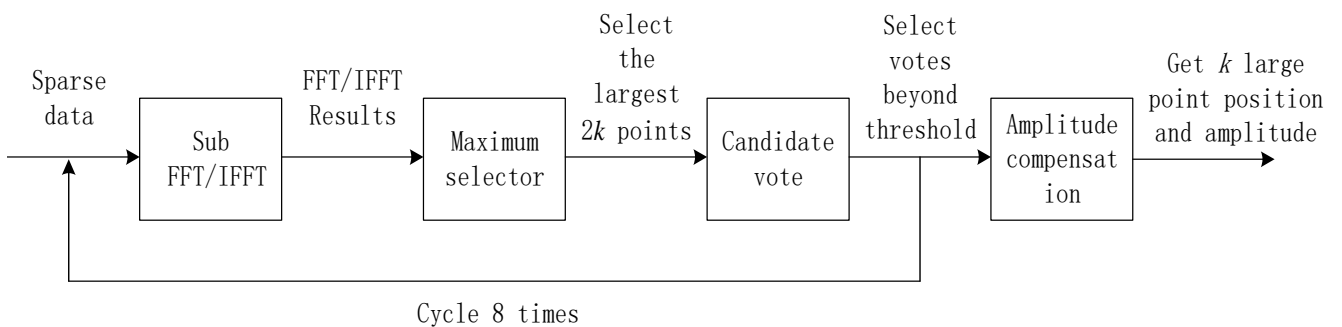 Sparse
data
Sub
FFT/IFFT
FFT/IFFT
Results
Maximum
selector
Select
the
largest
2k points
Candidate
vote
Select
votes
beyond
threshold
Amplitude
compensat
ion
Get k large
point position
and amplitude
Cycle 8 times